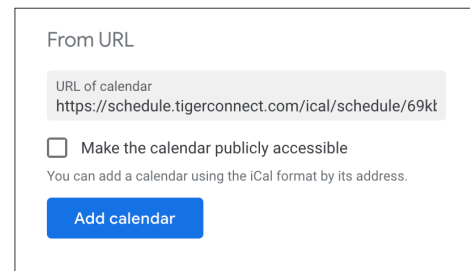 From URL
URL of calendar
https://schedule.tigerconnect.com/ical/schedule/69k
Make the calendar publicly accessible
You can add a calendar using the iCal format by its address.
Add calendar